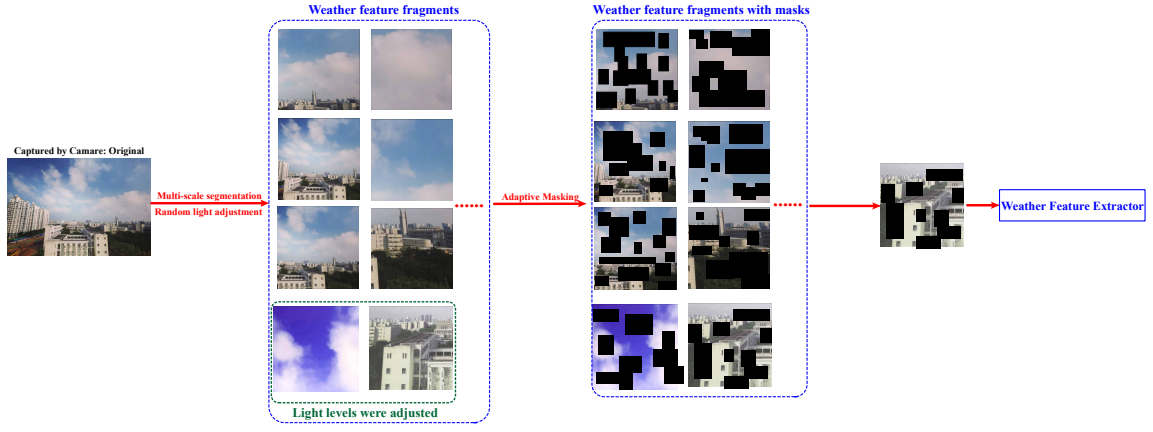 Weather feature fragments
Weather feature fragments with masks
Captured by Camare: Original
Multi-scale segmentation
Random light adjustment
......
Adaptive Masking
......
Weather Feature Extractor
Light levels were adjusted